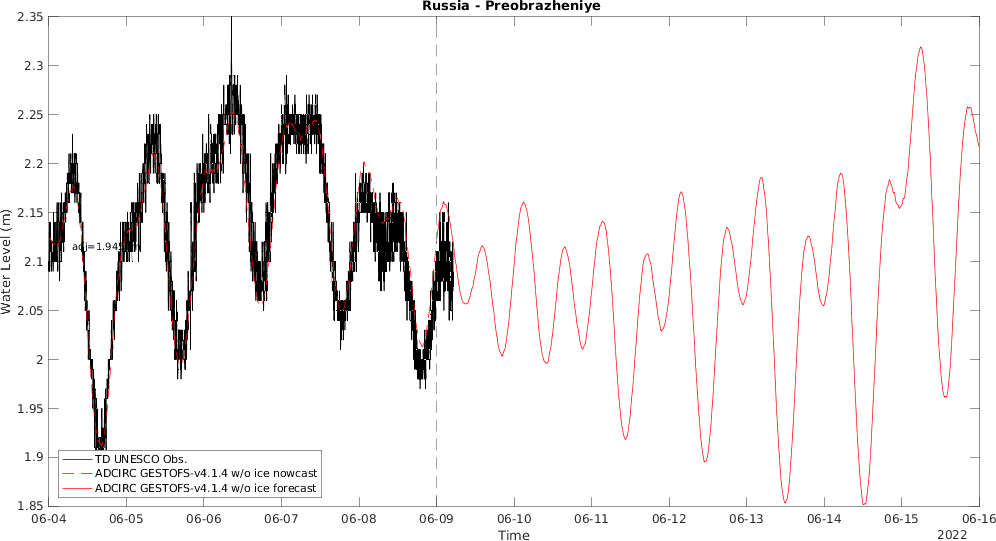 Russia - Preobrazheniye
Water Level (m)
2.35
2.3
2.25
2.2
2.15
2.1
2.05
2
1.95
1.9
1.85
TD UNESCO Obs.
ADCIRC GESTOFS-v4.1.4 w/o ice nowcast
ADCIRC GESTOFS-v4.1.4 w/o ice forecast
06-04 06-05 06-06 06-07 06-08 06-09 06-10 06-11 06-12 06-13 06-14 06-15 06-16
Time
2022